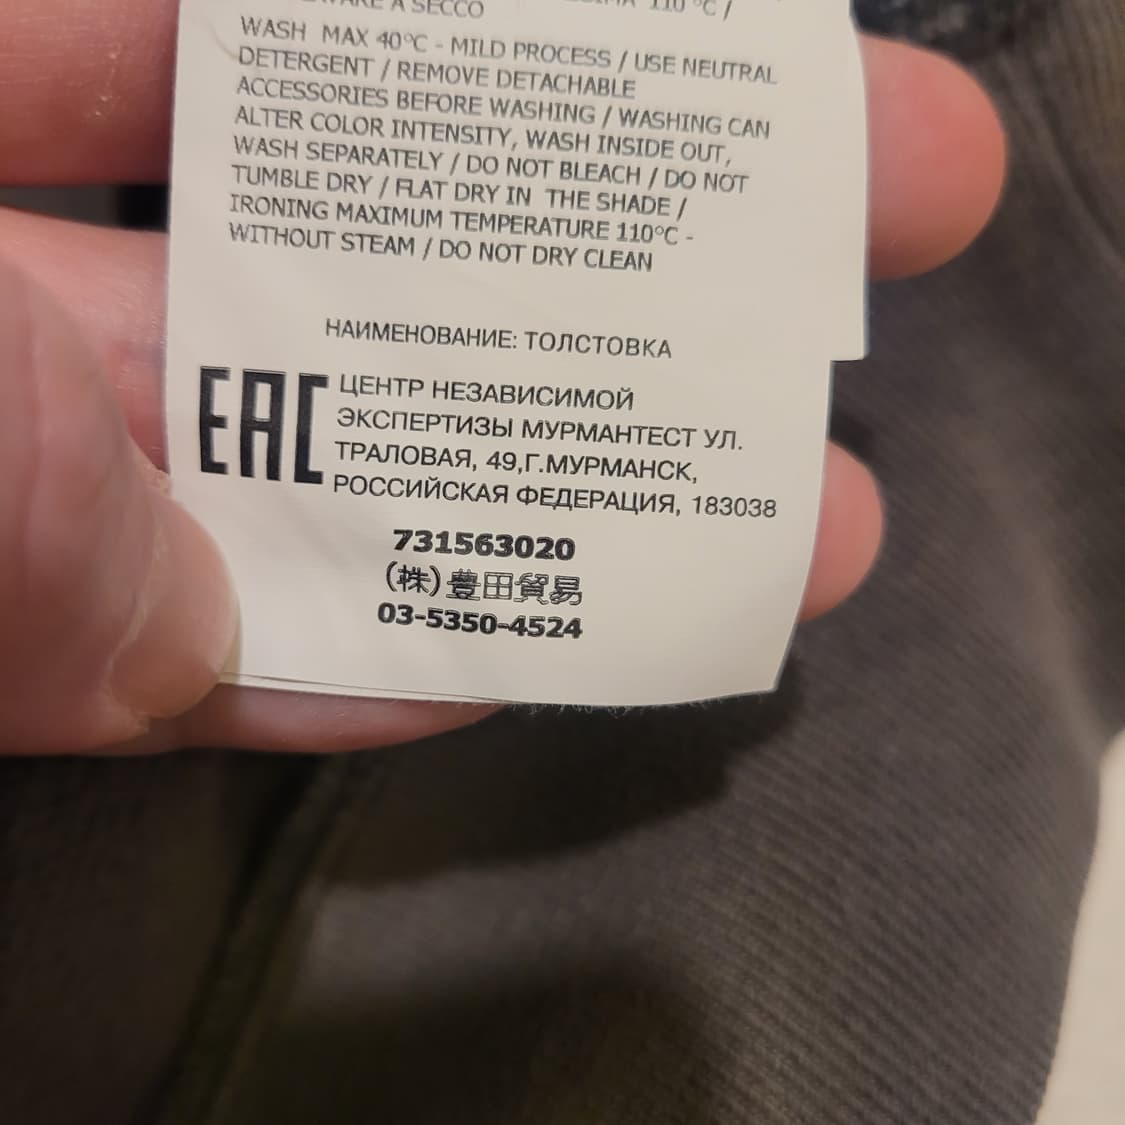 A SECCO
110 °C /
WASH MAX 40°C - MILD PROCESS / USE NEUTRAL
DETERGENT / REMOVE DETACHABLE
ACCESSORIES BEFORE WASHING / WASHING CAN
ALTER COLOR INTENSITY, WASH INSIDE OUT,
WASH SEPARATELY / DO NOT BLEACH / DO NOT
TUMBLE DRY / FLAT DRY IN THE SHADE /
IRONING MAXIMUM TEMPERATURE 110°C -
WITHOUT STEAM / DO NOT DRY CLEAN
НАИМЕНОВАНИЕ: ТОЛСТОВКА
EAC
ЦЕНТР НЕЗАВИСИМОЙ
ЭКСПЕРТИЗЫ МУРМАНТЕСТ УЛ.
ТРАЛОВАЯ, 49,Г.МУРМАНСК,
РОССИЙСКАЯ ФЕДЕРАЦИЯ, 183038
731563020
(株)豊田貿易
03-5350-4524